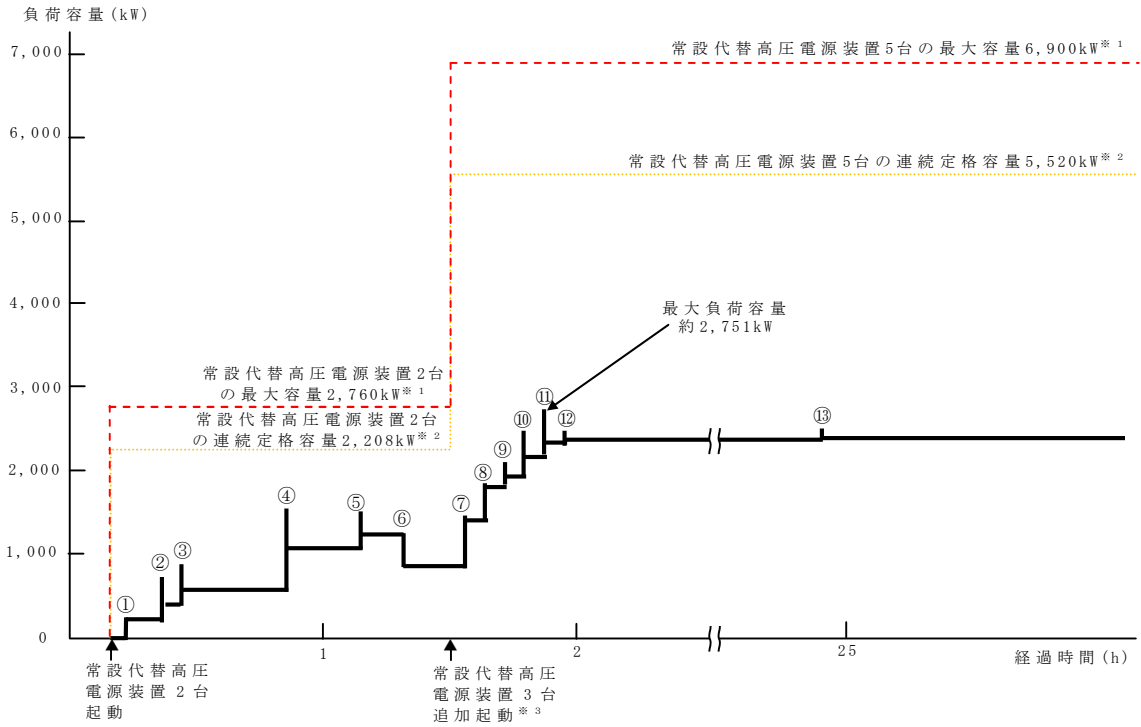 負荷容量(kW)
7,000
6,000
5,000
4,000
3,000
2,000
1,000
0
常設代替高圧電源装置5台の最大容量6,900kW※1
常設代替高圧電源装置5台の連続定格容量5,520kW※2
最大負荷容量
約2,751kW
常設代替高圧電源装置2台
の最大容量2,760kW※1
常設代替高圧電源装置2台
の連続定格容量2,208kW※2
①
②
③
④
⑤
⑥
⑦
⑧
⑨
⑩
⑪
⑫
⑬
1
2
25
経過時間(h)
常設代替高圧
電源装置2台
起動
常設代替高圧
電源装置3台
追加起動※3